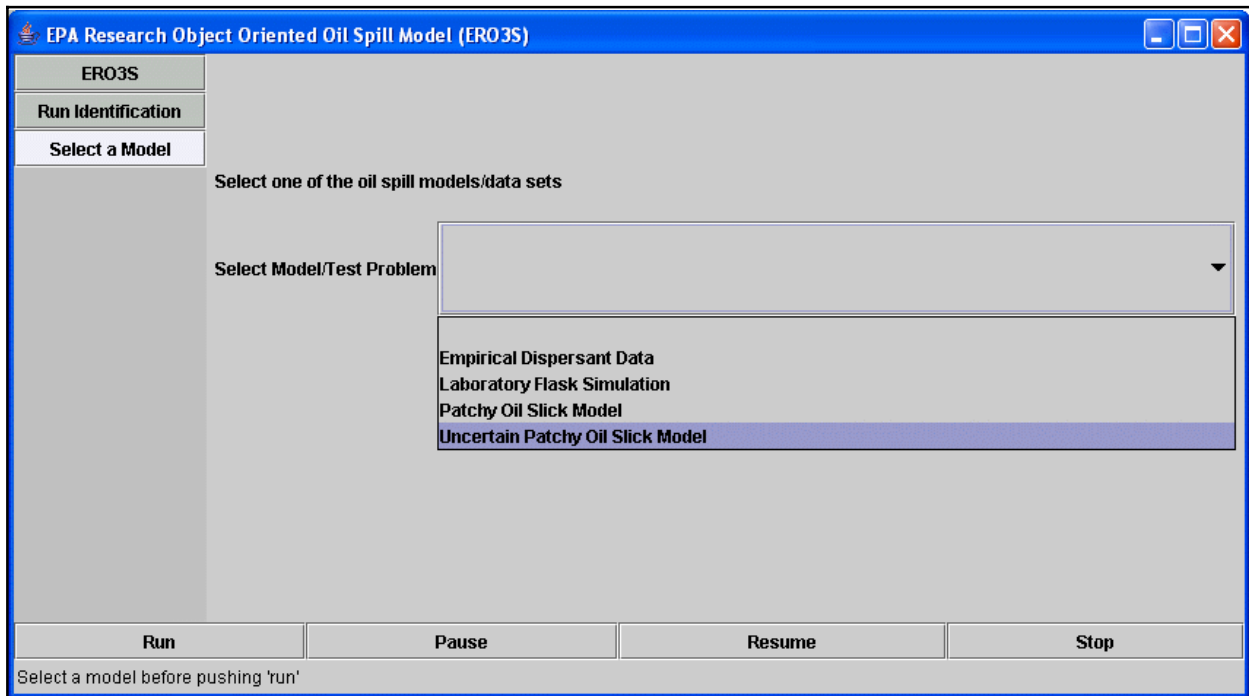 EPA Research Object Oriented Oil Spill Model (ERO3S)
ERO3S
Run Identification
Select a Model
Select one of the oil spill models/data sets
Select Model/Test Problem
Empirical Dispersant Data
Laboratory Flask Simulation
Patchy Oil Slick Model
Uncertain Patchy Oil Slick Model
Run Pause Resume Stop
Select a model before pushing 'run'